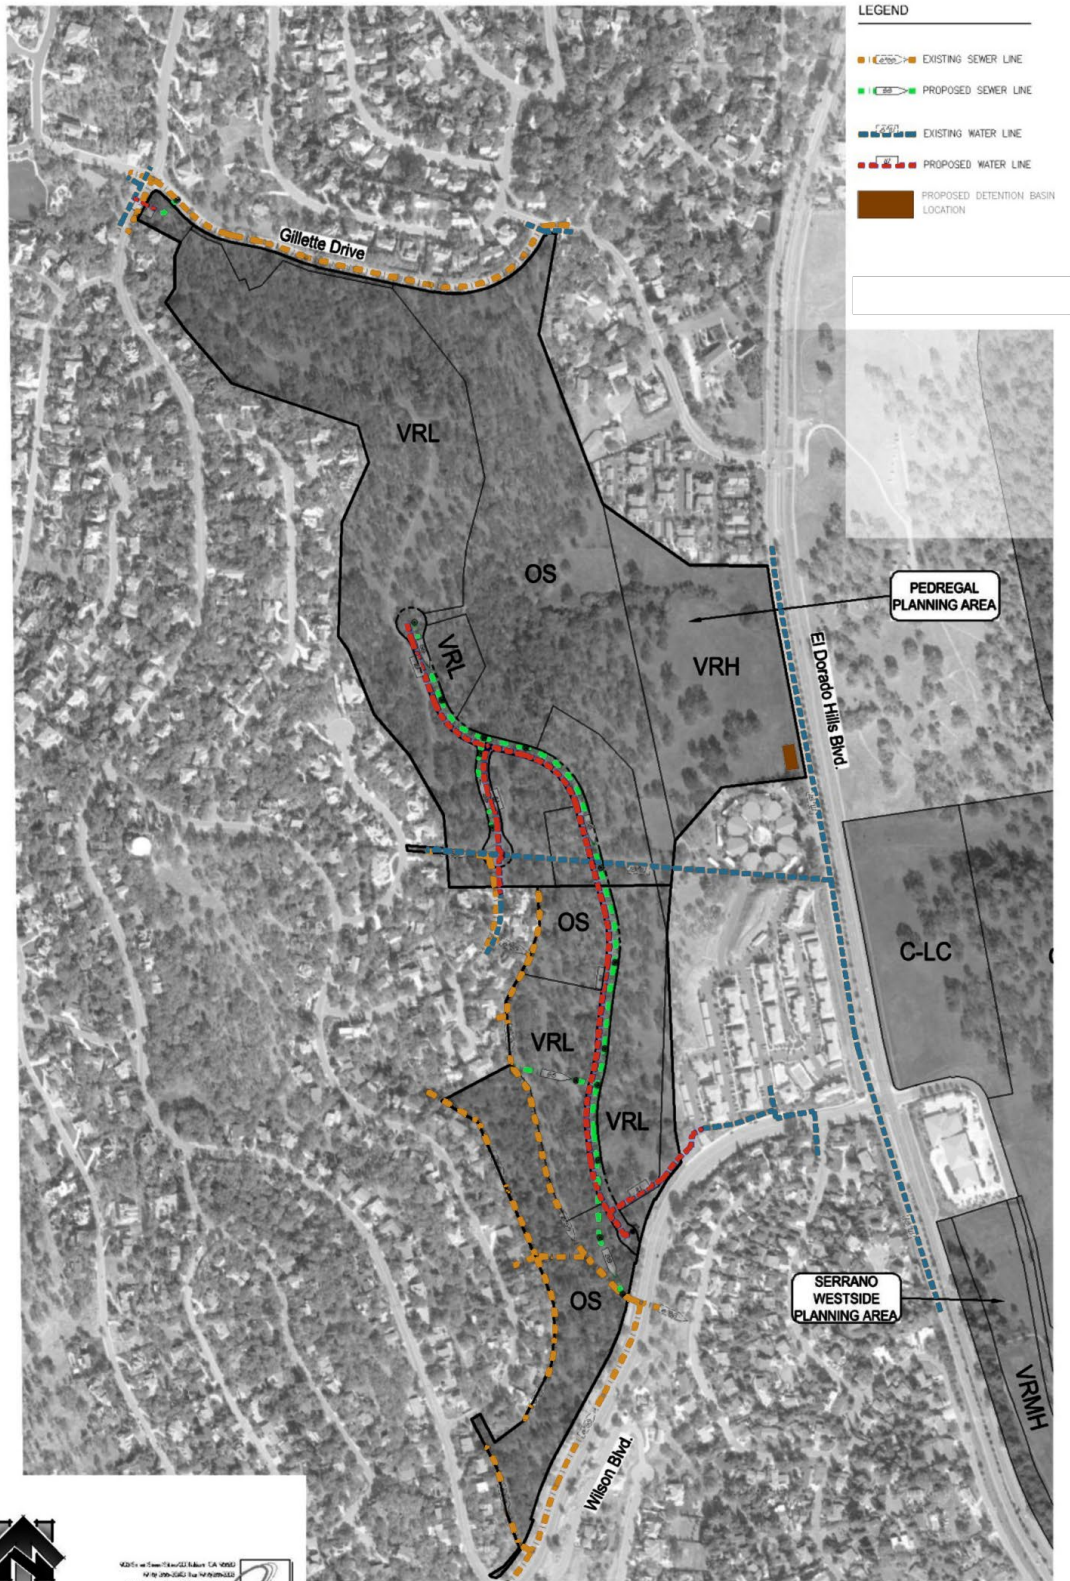 LEGEND
EXISTING SEWER LINE
PROPOSED SEWER LINE
EXISTING WATER LINE
PROPOSED WATER LINE
PROPOSED DETENTION BASIN
LOCATION
Gillette Drive
VRL
OS
PEDREGAL
PLANNING AREA
VRL
VRH
El Dorado Hills Blvd.
OS
C-LC
VRL
VRL
SERRANO
WESTSIDE
PLANNING AREA
OS
VRMH
Wilson Blvd.